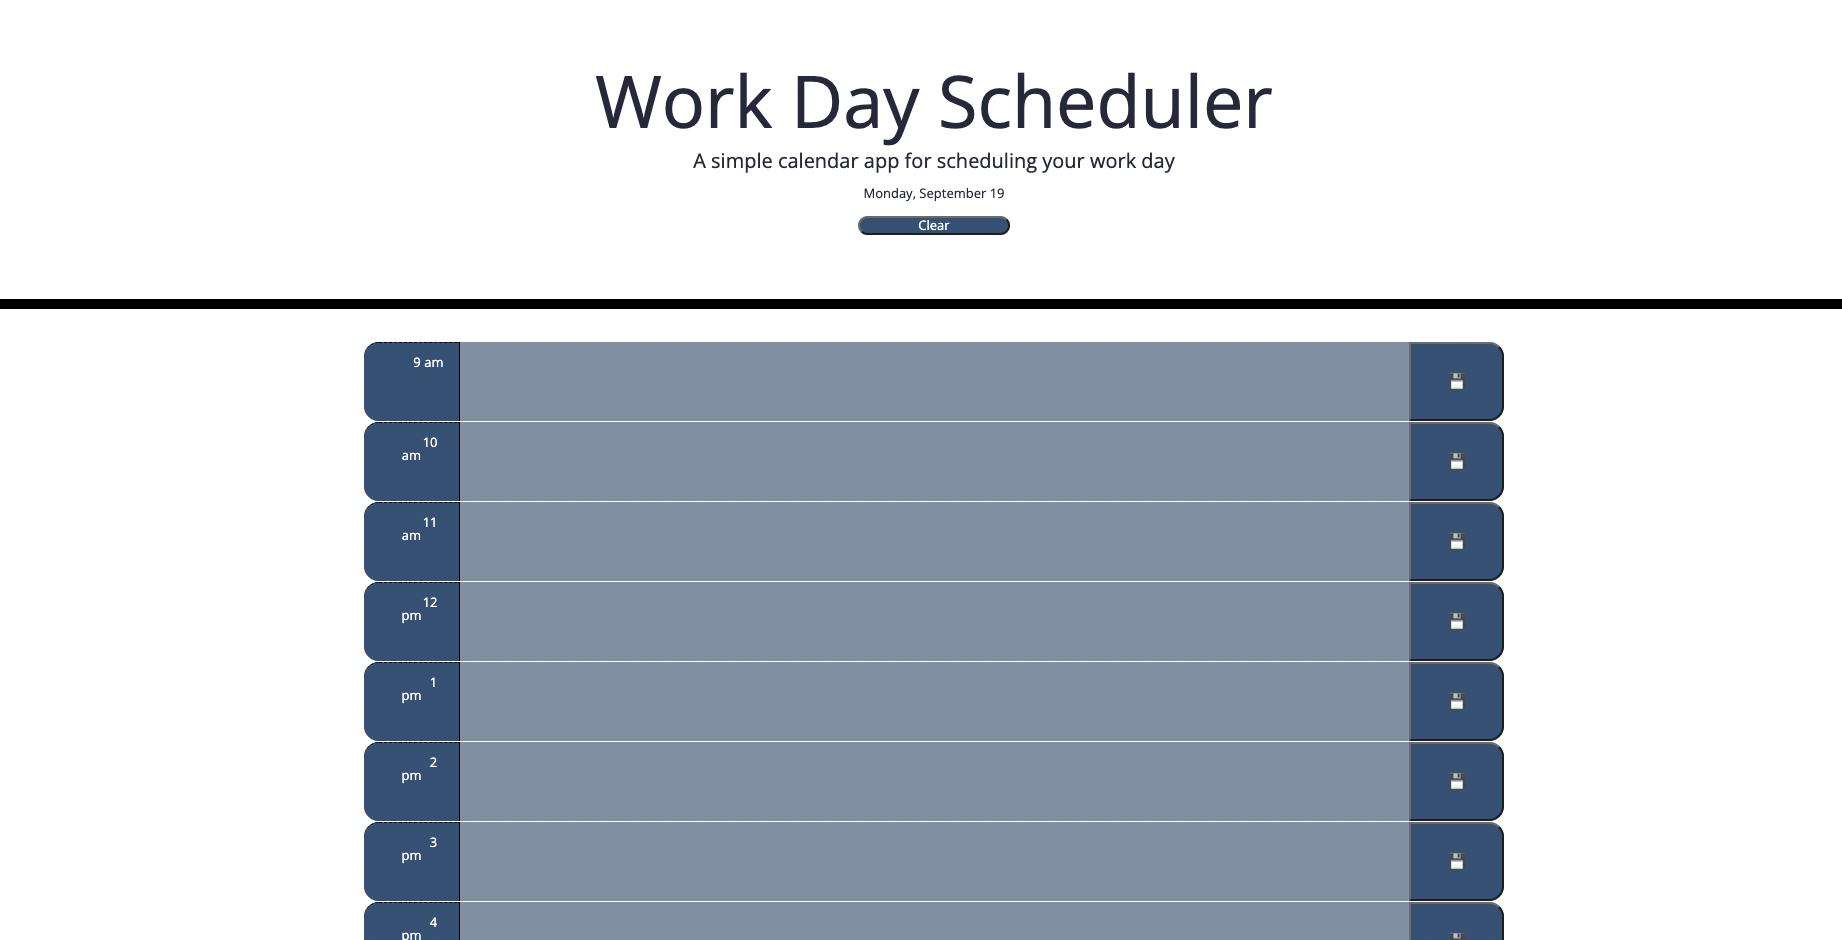 Work Day Scheduler
A simple calendar app for scheduling your work day
Monday, September 19
Clear
9 am
10
am
11
am
12
pm
1
pm
2
pm
3
pm
4
pm